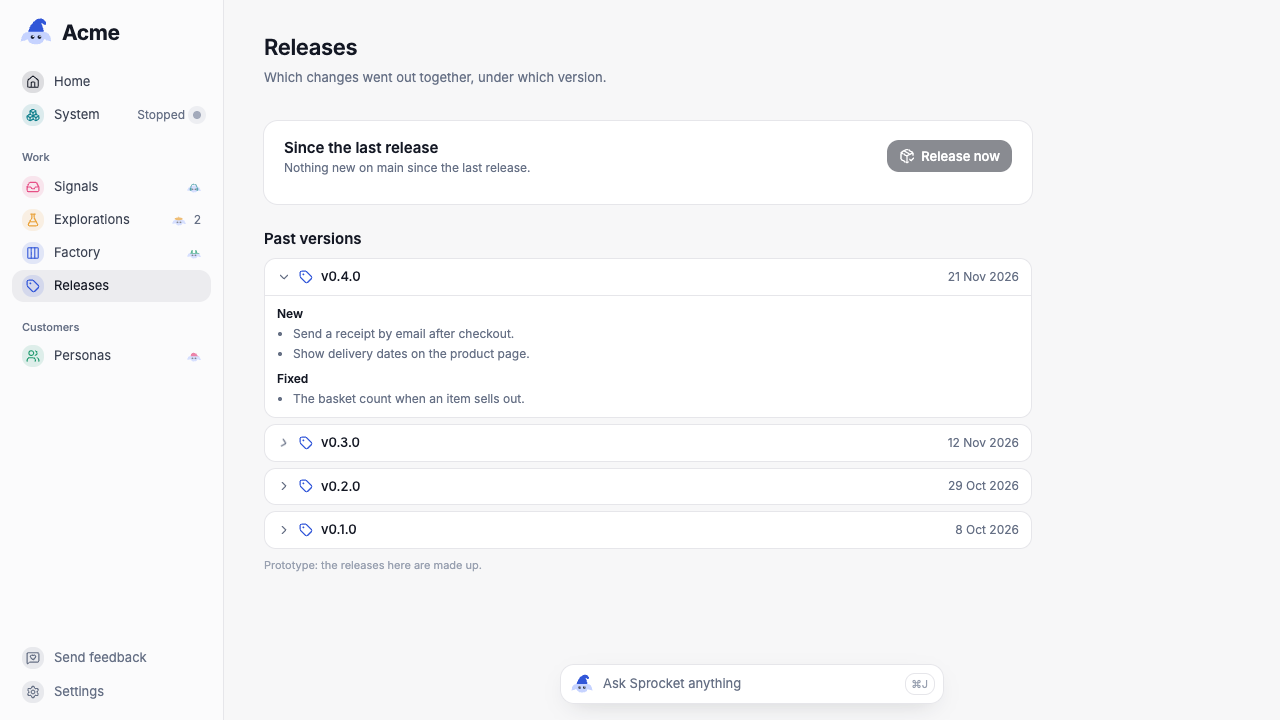 Acme
Home
System
Stopped
Work
Signals
Explorations
2
Factory
Releases
Customers
Personas
Send feedback
Settings
Releases
Which changes went out together, under which version.
Since the last release
Nothing new on main since the last release.
Release now
Past versions
v0.4.0
21 Nov 2026
New
• Send a receipt by email after checkout.
• Show delivery dates on the product page.
Fixed
• The basket count when an item sells out.
v0.3.0
12 Nov 2026
v0.2.0
29 Oct 2026
v0.1.0
8 Oct 2026
Prototype: the releases here are made up.
Ask Sprocket anything
⌘J